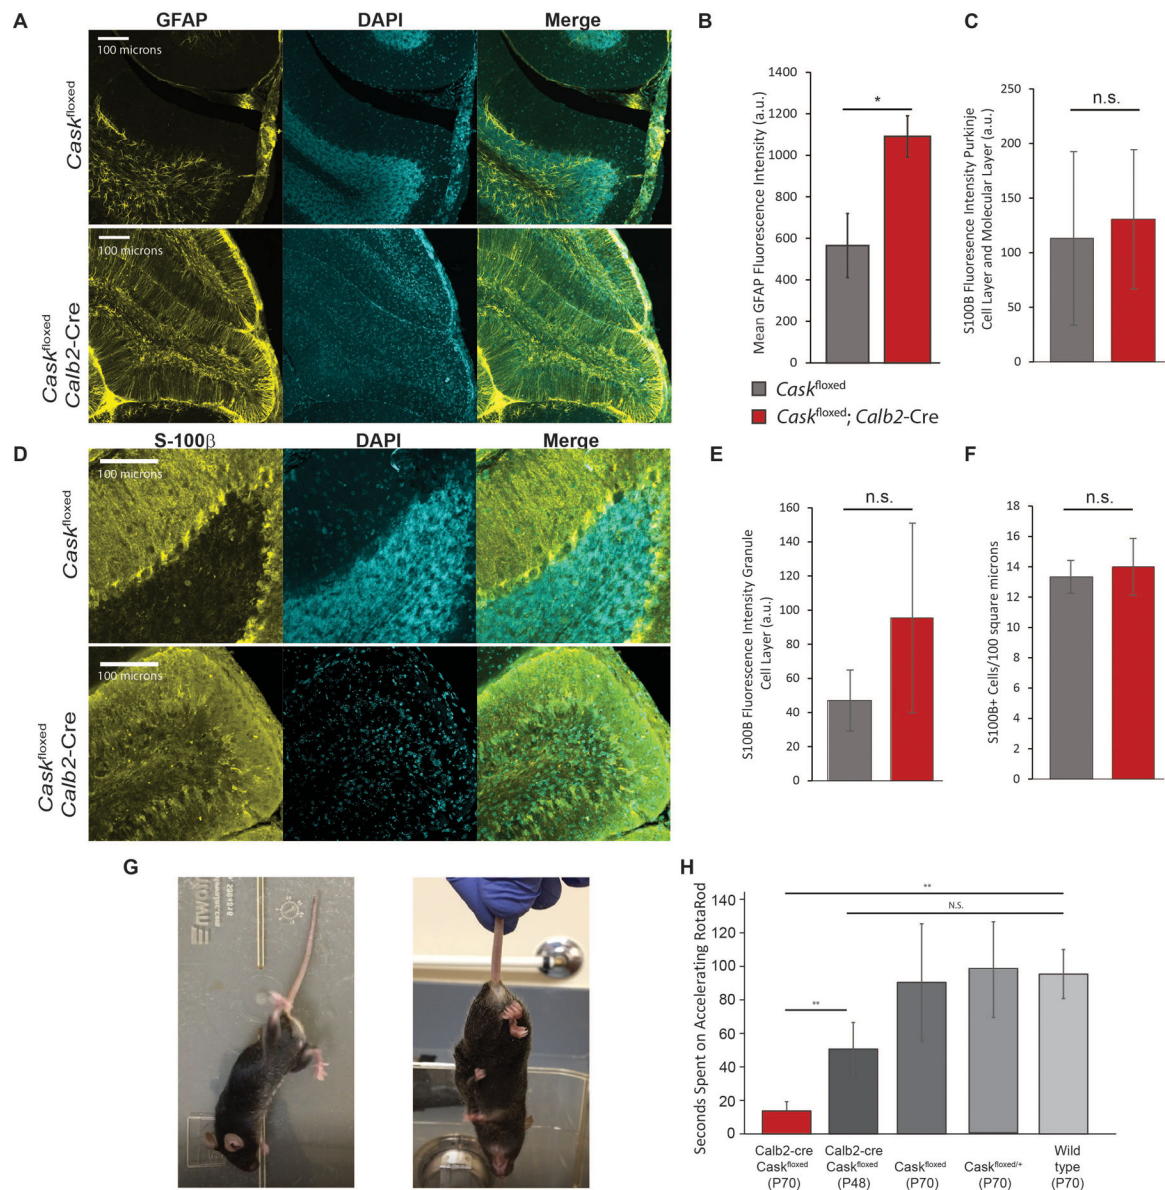 A
GFAP
DAPI
Merge
100 microns
Cask^floxed
100 microns
Cask^floxed
Calb2-Cre
B
Mean GFAP Fluorescence Intensity (a.u.)
1400
1200
1000
800
600
400
200
0
*
Cask^floxed
Cask^floxed; Calb2-Cre
C
S100B Fluoresence Intensity Purkinje
Cell Layer and Molecular Layer (a.u.)
250
200
150
100
50
0
n.s.
D
S-100β
DAPI
Merge
100 microns
Cask^floxed
100 microns
Cask^floxed
Calb2-Cre
E
S100B Fluorescence Intensity Granule
Cell Layer (a.u.)
160
140
120
100
80
60
40
20
0
n.s.
F
S100B+ Cells/100 square microns
18
16
14
12
10
8
6
4
2
0
n.s.
G
H
Seconds Spent on Accelerating RotaRod
140
120
100
80
60
40
20
0
**
N.S.
**
Calb2-cre
Cask^floxed
(P70)
Calb2-cre
Cask^floxed
(P48)
Cask^floxed
(P70)
Cask^floxed/+
(P70)
Wild
type
(P70)